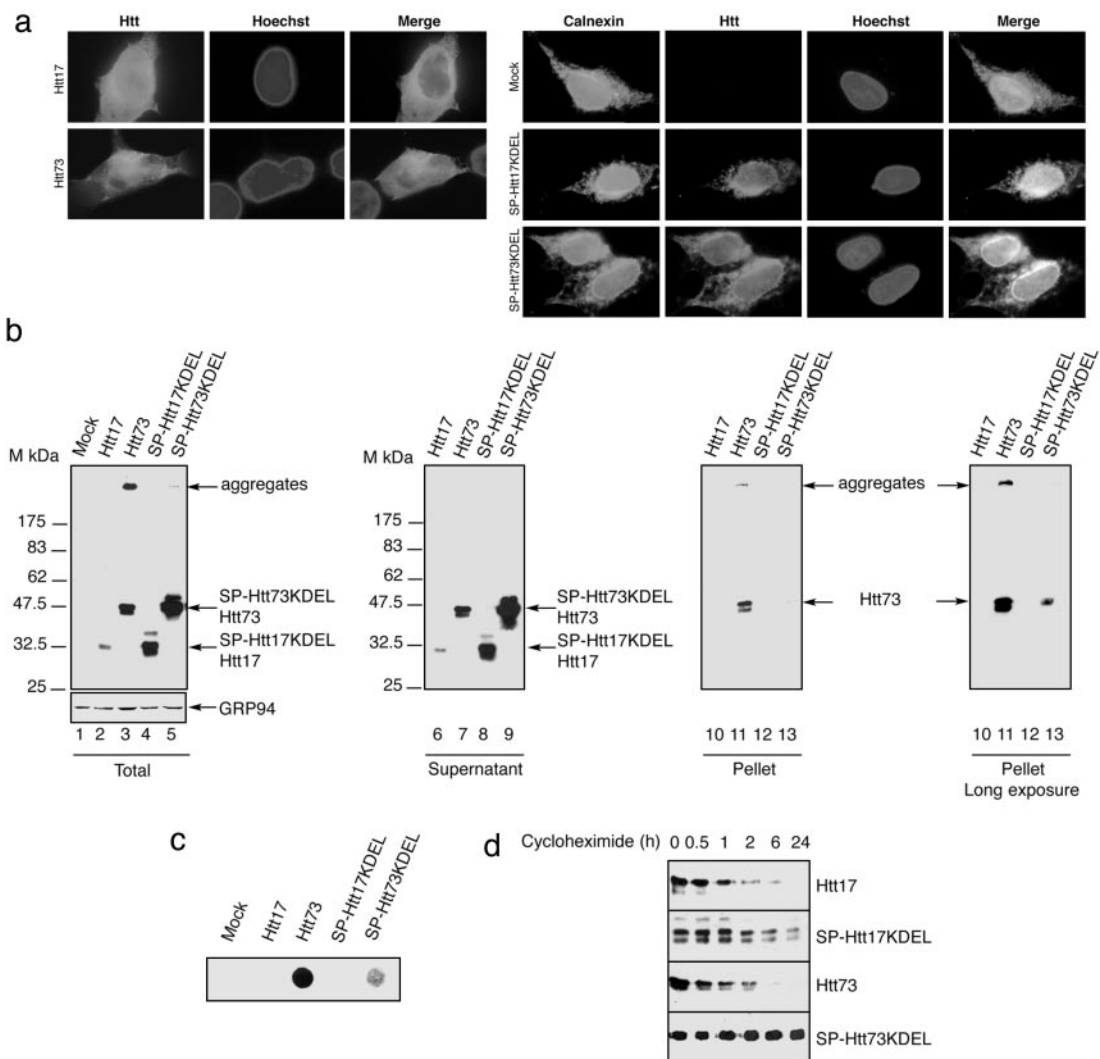 a
Htt Hoechst Merge
Htt17
Htt73
Calnexin Htt Hoechst Merge
Mock
SP-Htt17KDEL
SP-Htt73KDEL
b
Mock Htt17 Htt73 SP-Htt17KDEL SP-Htt73KDEL
M kDa
175
83
62
47.5
32.5
25
aggregates
SP-Htt73KDEL
Htt73
SP-Htt17KDEL
Htt17
GRP94
1 2 3 4 5
Total
Htt17 Htt73 SP-Htt17KDEL SP-Htt73KDEL
M kDa
175
83
62
47.5
32.5
25
SP-Htt73KDEL
Htt73
SP-Htt17KDEL
Htt17
6 7 8 9
Supernatant
Htt17 Htt73 SP-Htt17KDEL SP-Htt73KDEL
aggregates
Htt73
10 11 12 13
Pellet
Htt17 Htt73 SP-Htt17KDEL SP-Htt73KDEL
10 11 12 13
Pellet
Long exposure
c
Mock Htt17 Htt73 SP-Htt17KDEL SP-Htt73KDEL
d
Cycloheximide (h) 0 0.5 1 2 6 24
Htt17
SP-Htt17KDEL
Htt73
SP-Htt73KDEL